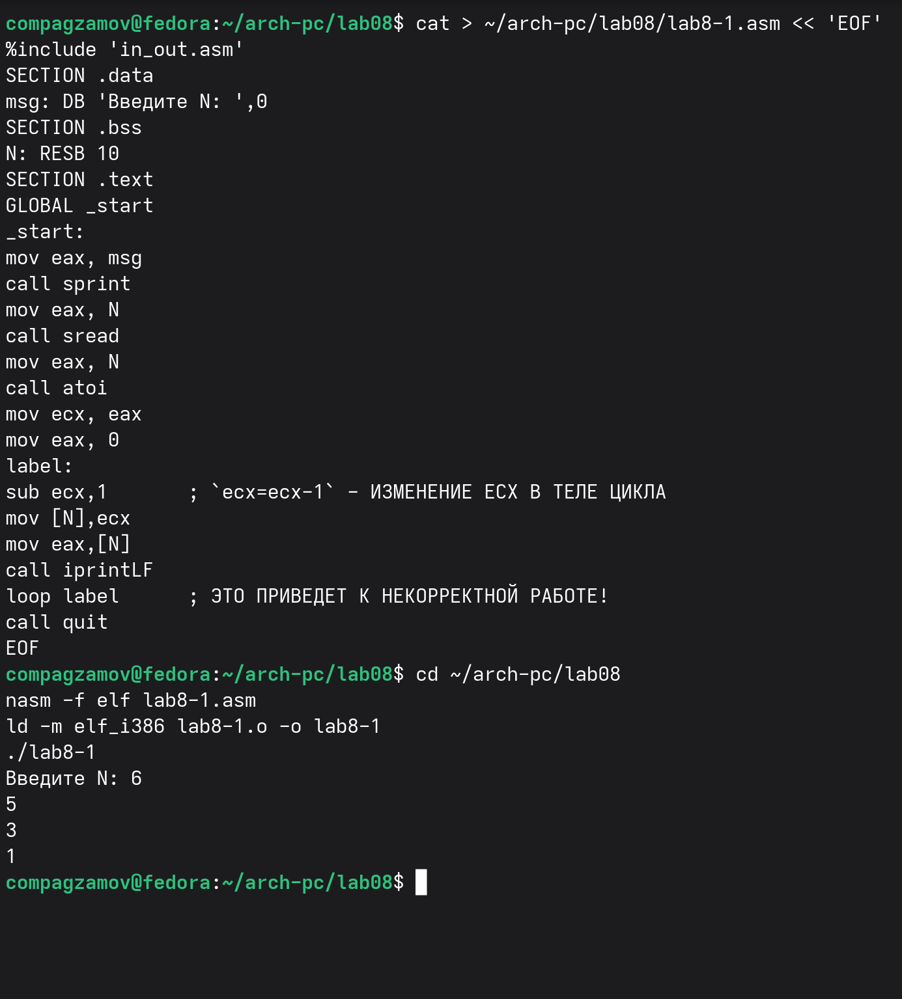 compagzamov@fedora:~/arch-pc/lab08$ cat > ~/arch-pc/lab08/lab8-1.asm << 'EOF'
%include 'in_out.asm'
SECTION .data
msg: DB 'Введите N: ',0
SECTION .bss
N: RESB 10
SECTION .text
GLOBAL _start
_start:
mov eax, msg
call sprint
mov eax, N
call sread
mov eax, N
call atoi
mov ecx, eax
mov eax, 0
label:
sub ecx,1       ; `ecx=ecx-1` - ИЗМЕНЕНИЕ ECX В ТЕЛЕ ЦИКЛА
mov [N],ecx
mov eax,[N]
call iprintLF
loop label      ; ЭТО ПРИВЕДЕТ К НЕКОРРЕКТНОЙ РАБОТЕ!
call quit
EOF
compagzamov@fedora:~/arch-pc/lab08$ cd ~/arch-pc/lab08
nasm -f elf lab8-1.asm
ld -m elf_i386 lab8-1.o -o lab8-1
./lab8-1
Введите N: 6
5
3
1
compagzamov@fedora:~/arch-pc/lab08$